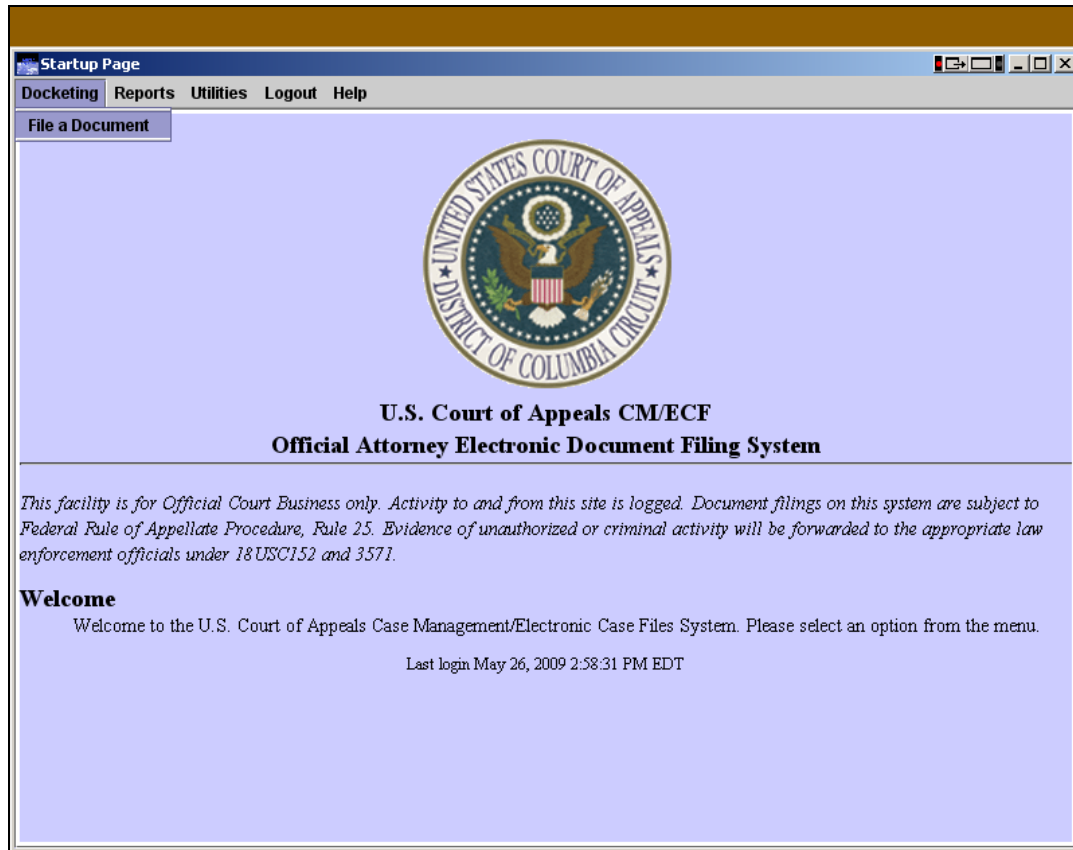 Startup Page
Docketing Reports Utilities Logout Help
File a Document
UNITED STATES COURT OF APPEALS
DISTRICT OF COLUMBIA CIRCUIT
U.S. Court of Appeals CM/ECF
Official Attorney Electronic Document Filing System
This facility is for Official Court Business only. Activity to and from this site is logged. Document filings on this system are subject to
Federal Rule of Appellate Procedure, Rule 25. Evidence of unauthorized or criminal activity will be forwarded to the appropriate law
enforcement officials under 18USC152 and 3571.
Welcome
Welcome to the U.S. Court of Appeals Case Management/Electronic Case Files System. Please select an option from the menu.
Last login May 26, 2009 2:58:31 PM EDT